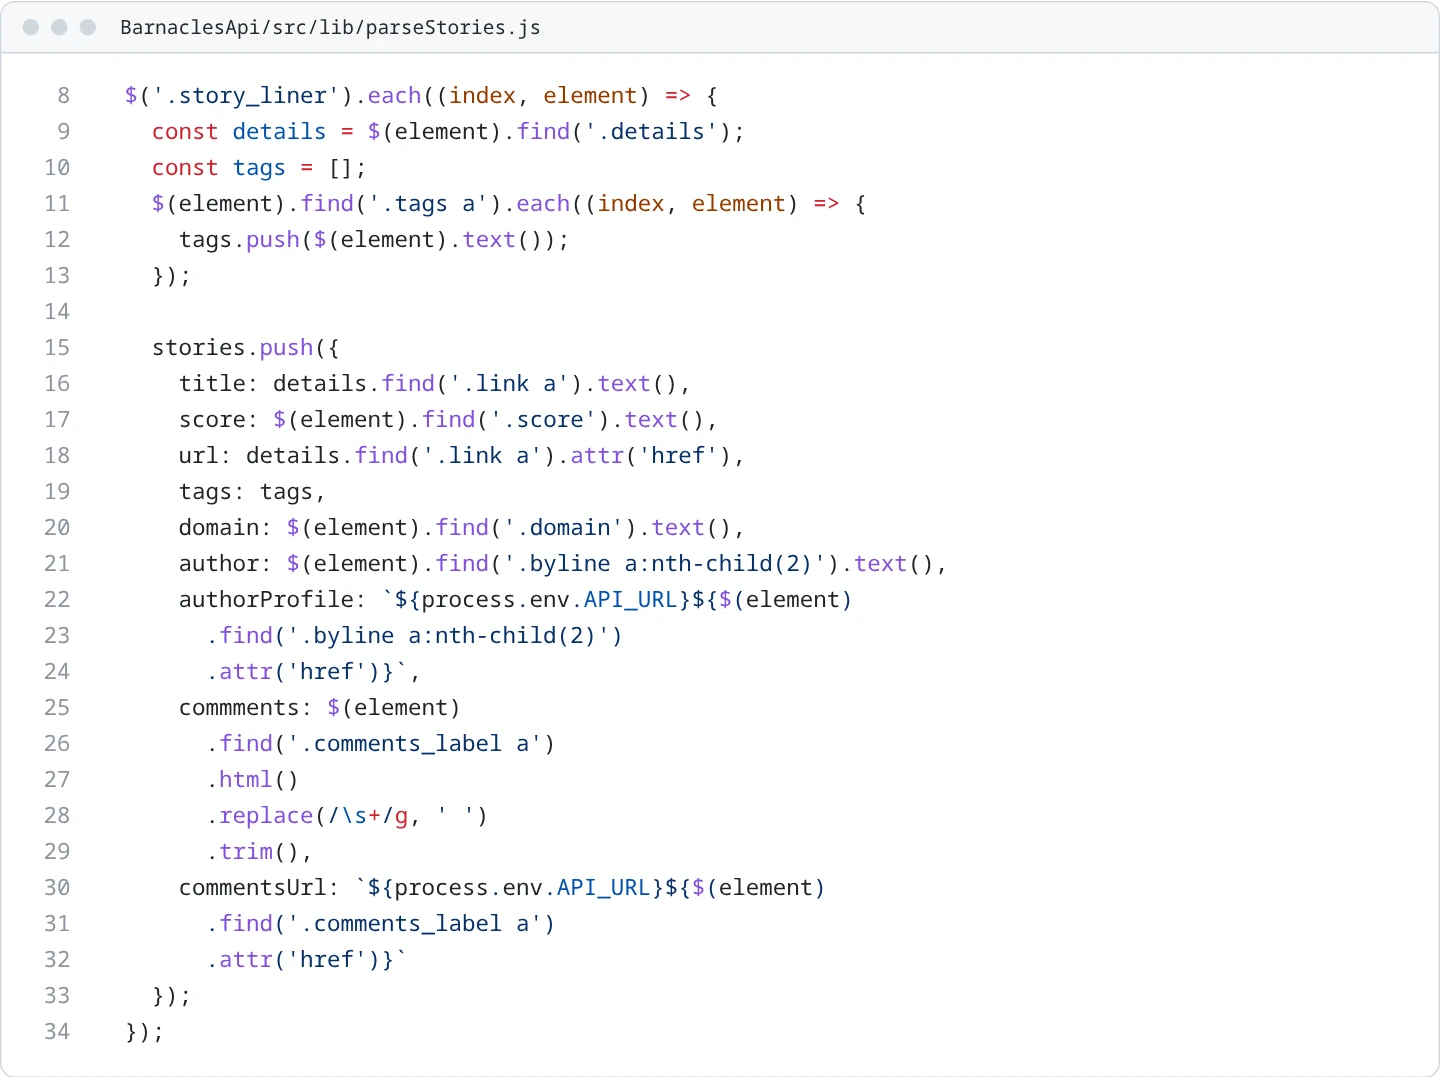 BarnaclesApi/src/lib/parseStories.js
8 $('.story_liner').each((index, element) => {
9 const details = $(element).find('.details');
10 const tags = [];
11 $(element).find('.tags a').each((index, element) => {
12 tags.push($(element).text());
13 });
14
15 stories.push({
16 title: details.find('.link a').text(),
17 score: $(element).find('.score').text(),
18 url: details.find('.link a').attr('href'),
19 tags: tags,
20 domain: $(element).find('.domain').text(),
21 author: $(element).find('.byline a:nth-child(2)').text(),
22 authorProfile: `${process.env.API_URL}${$(element)
23 .find('.byline a:nth-child(2)')
24 .attr('href')}`,
25 commments: $(element)
26 .find('.comments_label a')
27 .html()
28 .replace(/\s+/g, ' ')
29 .trim(),
30 commentsUrl: `${process.env.API_URL}${$(element)
31 .find('.comments_label a')
32 .attr('href')}`
33 });
34 });